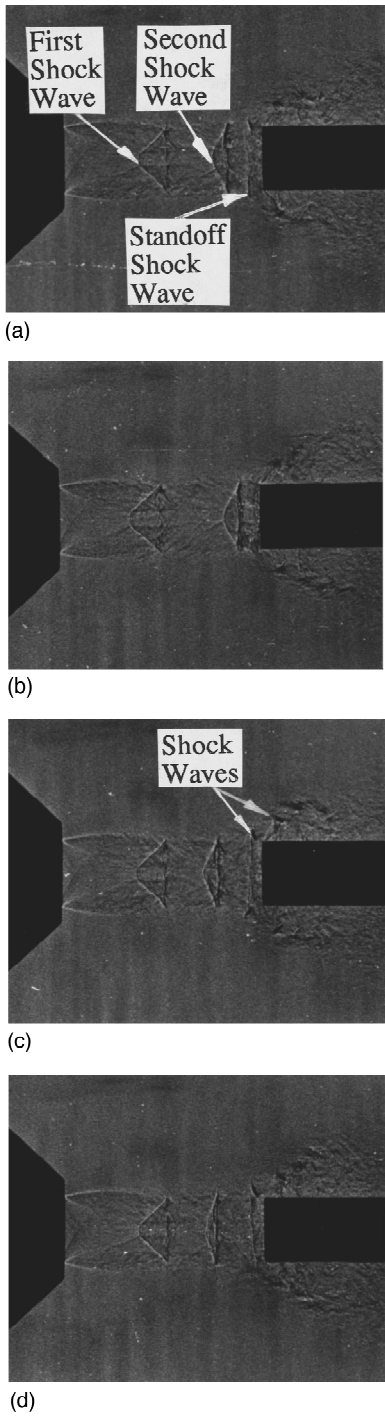 First
Shock
Wave
Second
Shock
Wave
Standoff
Shock
Wave
(a)
(b)
Shock
Waves
(c)
(d)